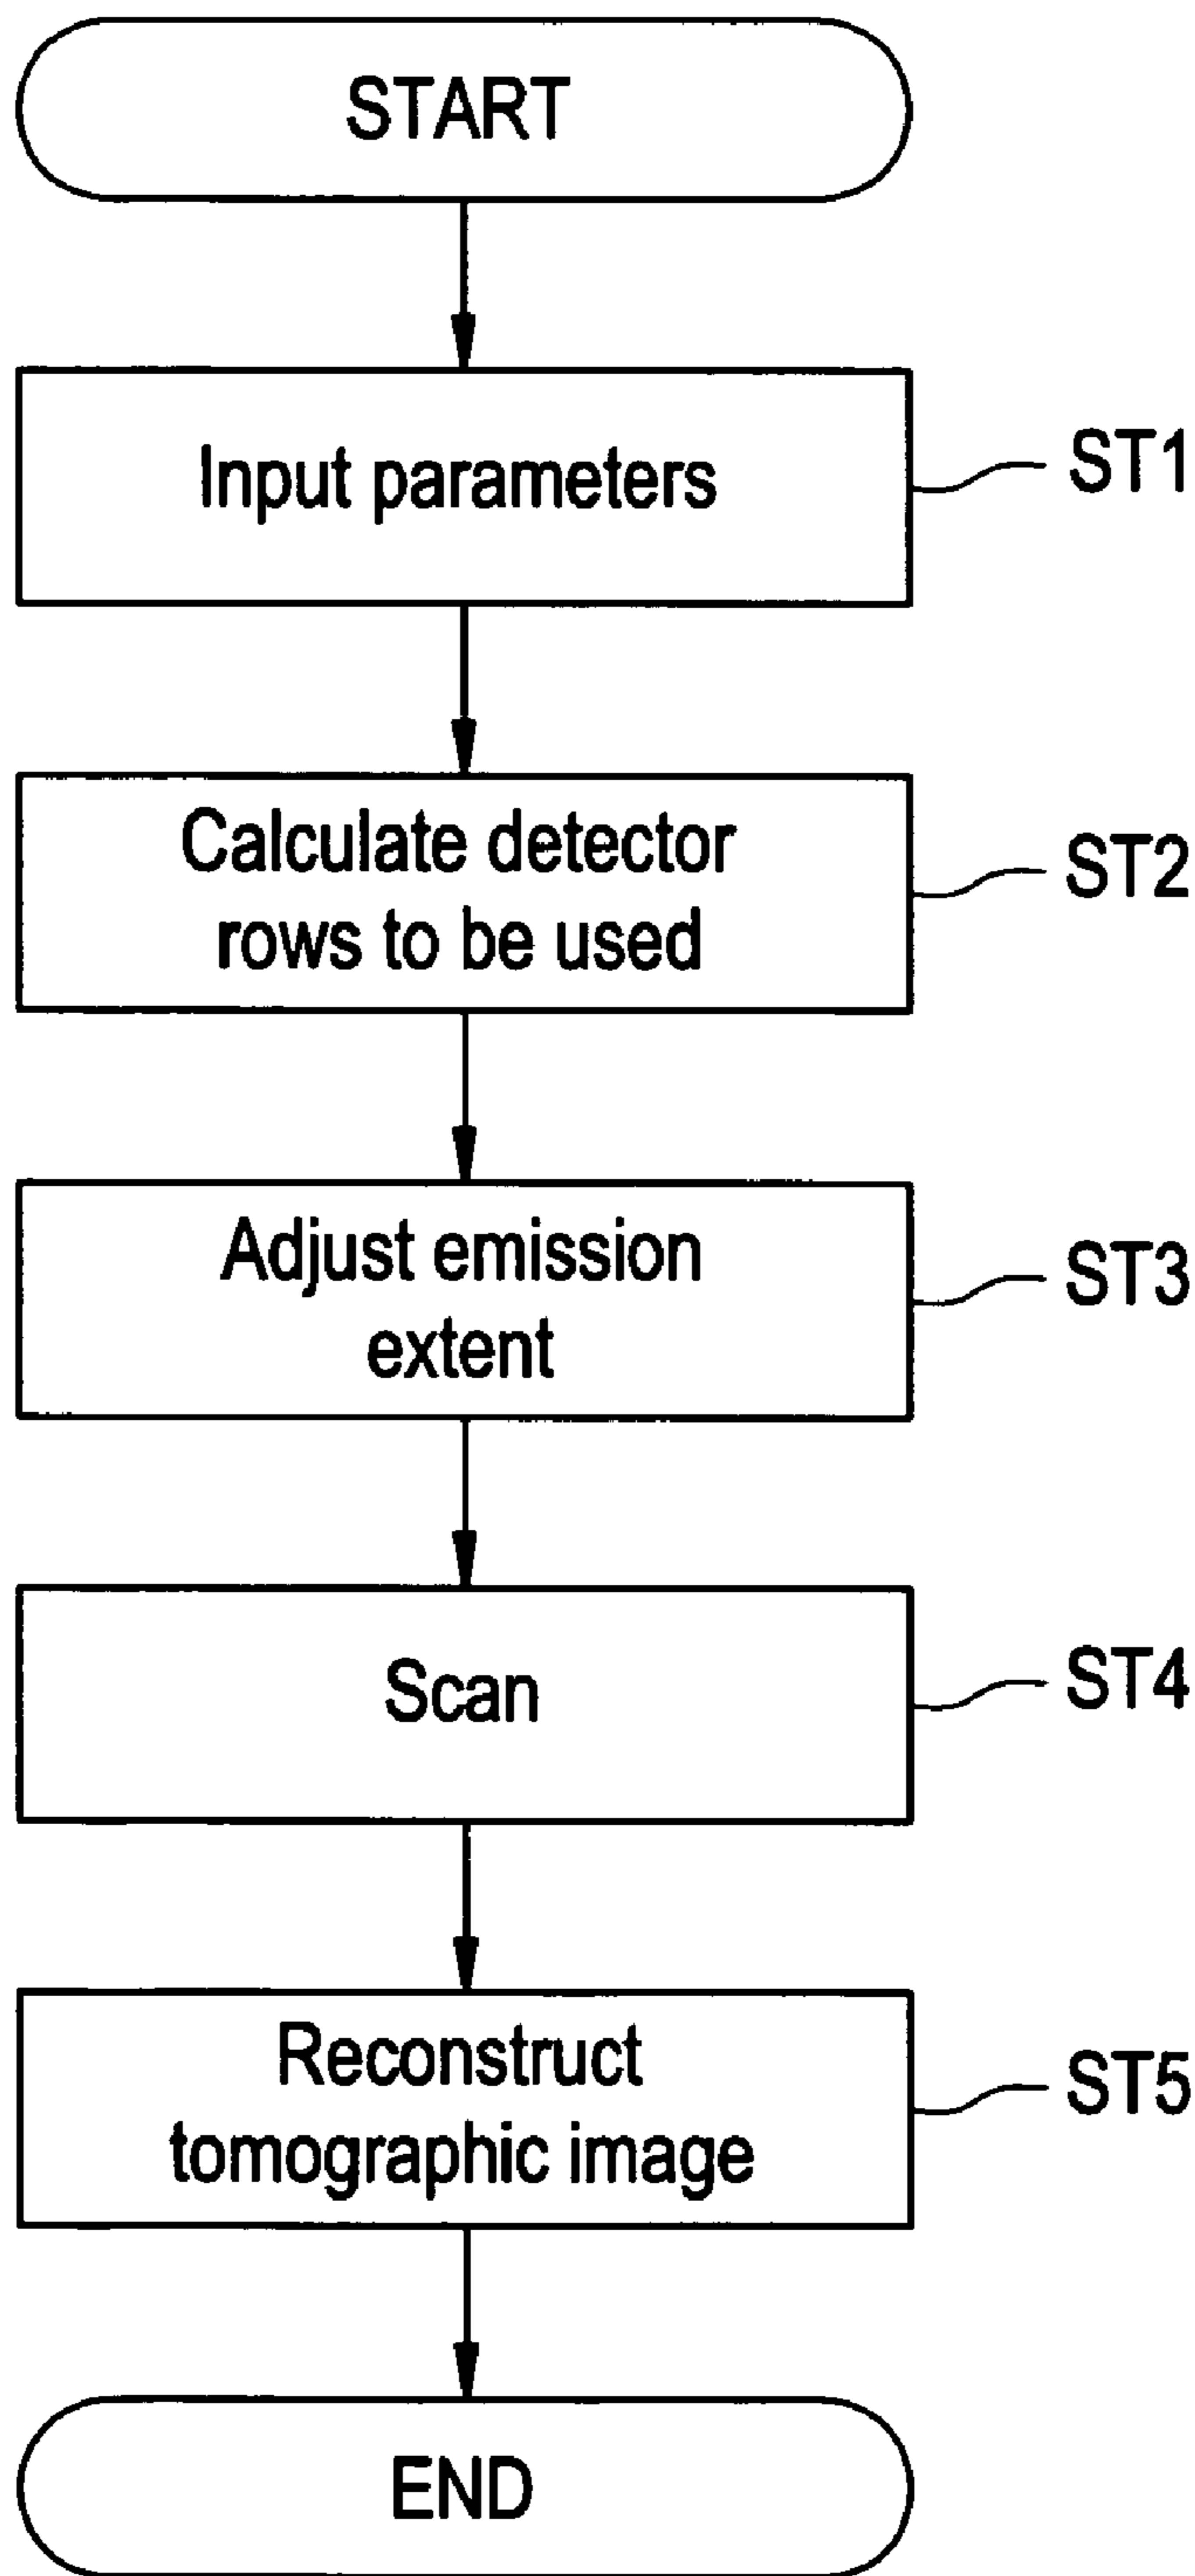 START
Input parameters
ST1
Calculate detector
rows to be used
ST2
Adjust emission
extent
ST3
Scan
ST4
Reconstruct
tomographic image
ST5
END